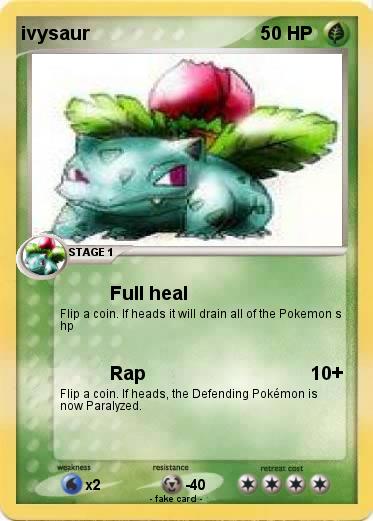 ivysaur 50 HP
STAGE 1
Full heal
Flip a coin. If heads it will drain all of the Pokemon s
hp
Rap 10+
Flip a coin. If heads, the Defending Pokémon is
now Paralyzed.
weakness resistance retreat cost
x2 -40
- fake card -